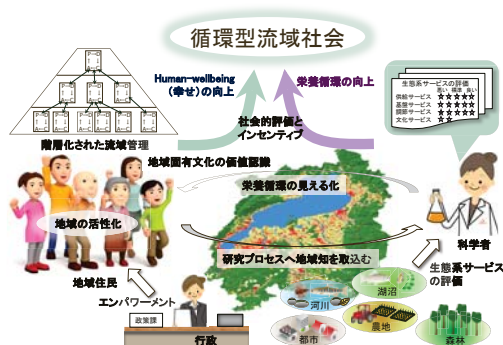 循環型流域社会
Human-wellbeing
（幸せ）の向上
栄養循環の向上
社会的評価と
インセンティブ
生態系サービスの評価
悪い 標準 良い
供給サービス ☆☆☆☆☆
基盤サービス ☆☆☆☆☆
調節サービス ☆☆☆☆☆
文化サービス ☆☆
階層化された流域管理
地域固有文化の価値認識
栄養循環の見える化
地域の活性化
科学者
研究プロセスへ地域知を取込む
地域住民
生態系サービス
の評価
エンパワーメント
湖沼
河川
政策課
農地
行政
都市
森林